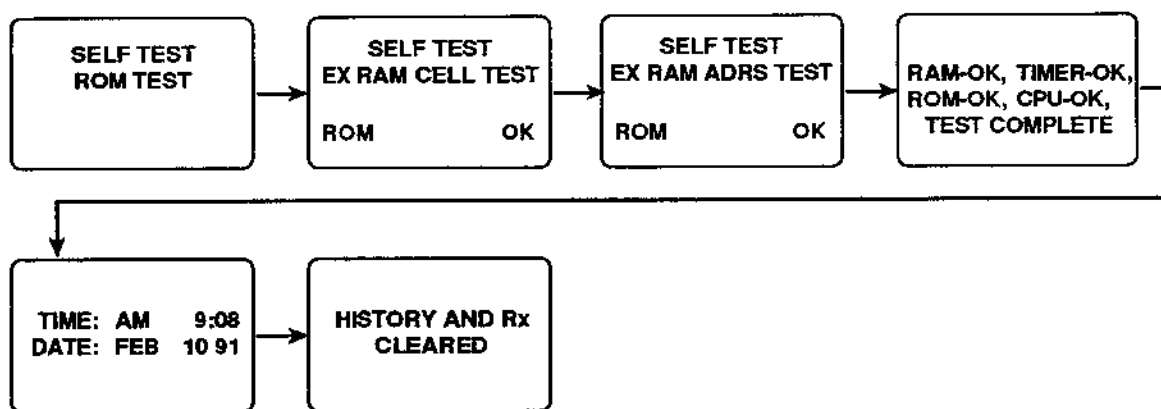 SELF TEST
ROM TEST
SELF TEST
EX RAM CELL TEST
ROM OK
SELF TEST
EX RAM ADRS TEST
ROM OK
RAM-OK, TIMER-OK,
ROM-OK, CPU-OK,
TEST COMPLETE
TIME: AM 9:08
DATE: FEB 10 91
HISTORY AND Rx
CLEARED